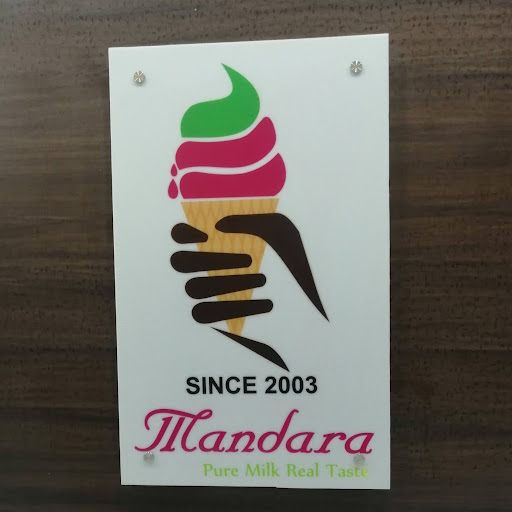 SINCE 2003
Mandara
Pure Milk Real Taste